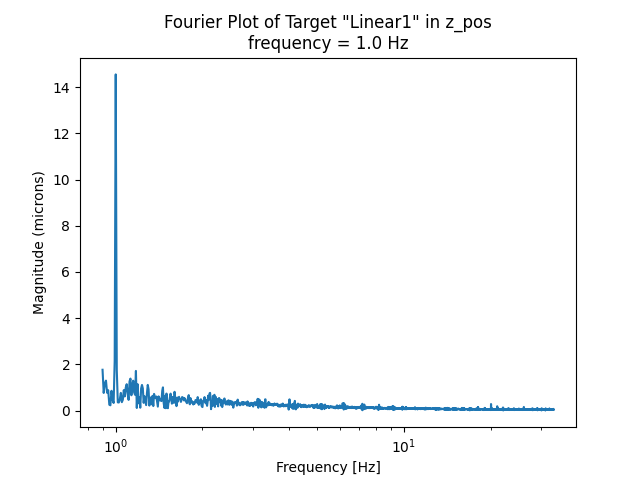 Fourier Plot of Target "Linear1" in z_pos
frequency = 1.0 Hz
14
12
10
8
6
4
2
0
Magnitude (microns)
10⁰
10¹
Frequency [Hz]